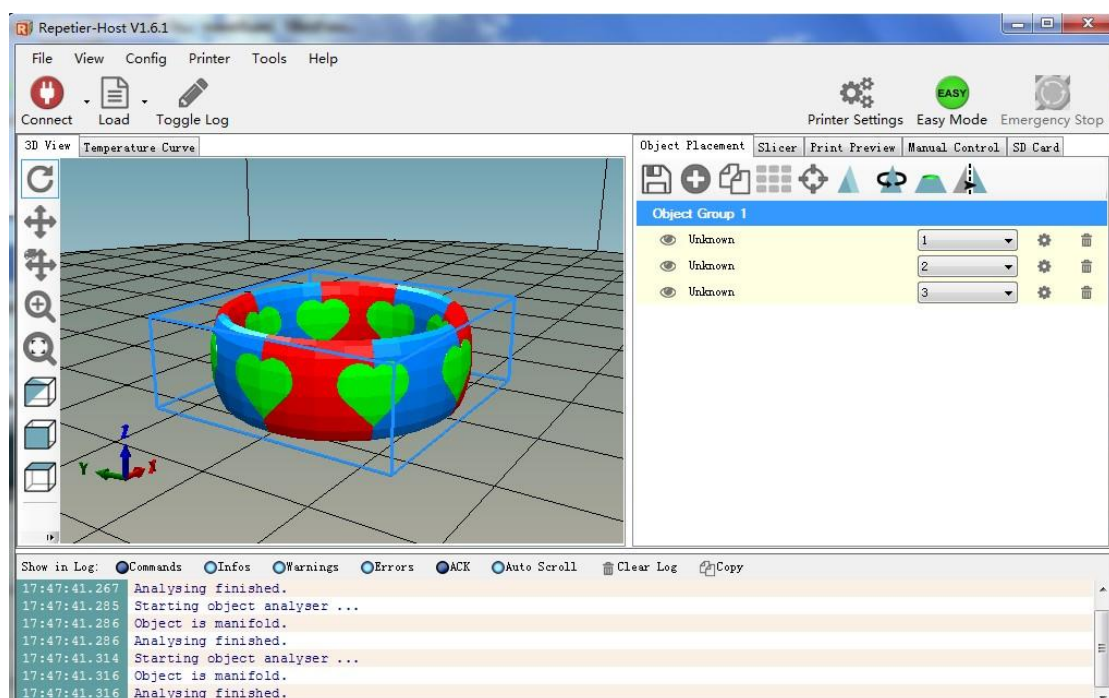 Repetier-Host V1.6.1
File View Config Printer Tools Help
EASY
Connect Load Toggle Log Printer Settings Easy Mode Emergency Stop
3D View Temperature Curve
Object Placement Slicer Print Preview Manual Control SD Card
Object Group 1
Unknown 1
Unknown 2
Unknown 3
Z
Y X
Show in Log: Commands Infos Warnings Errors ACK Auto Scroll Clear Log Copy
17:47:41.267 Analysing finished.
17:47:41.285 Starting object analyser ...
17:47:41.286 Object is manifold.
17:47:41.286 Analysing finished.
17:47:41.314 Starting object analyser ...
17:47:41.316 Object is manifold.
17:47:41.316 Analysing finished.